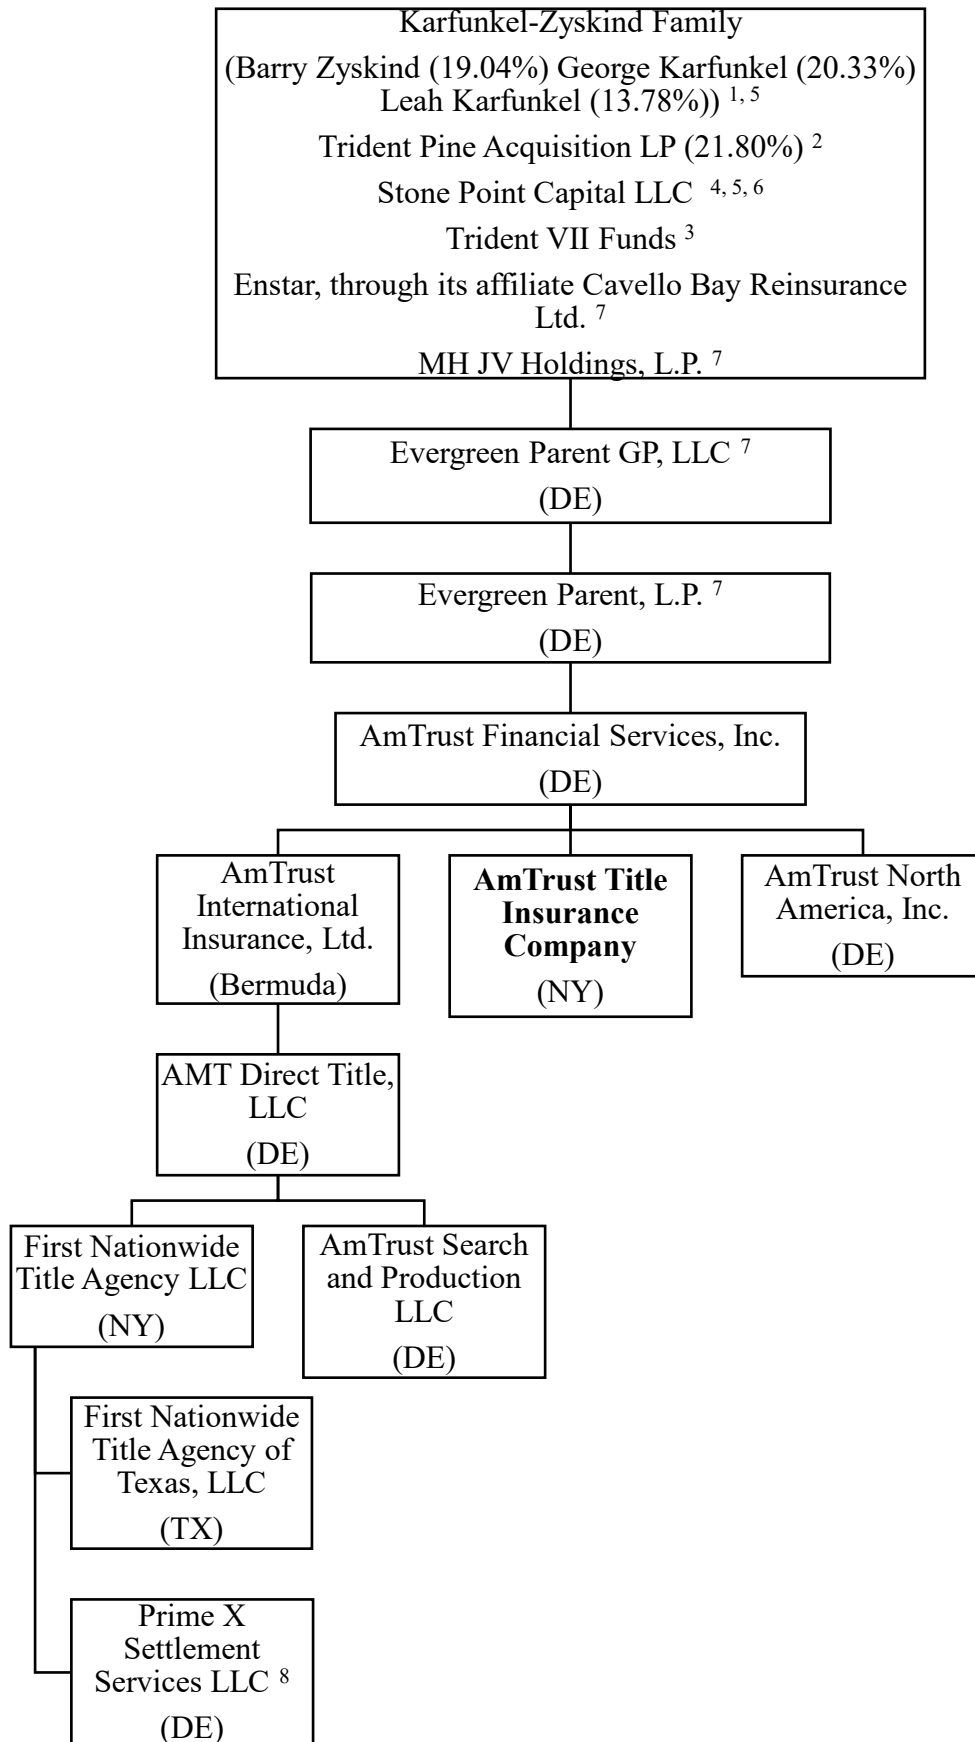 Karfunkel-Zyskind Family
(Barry Zyskind (19.04%) George Karfunkel (20.33%)
Leah Karfunkel (13.78%)) 1, 5
Trident Pine Acquisition LP (21.80%) 2
Stone Point Capital LLC 4, 5, 6
Trident VII Funds 3
Enstar, through its affiliate Cavello Bay Reinsurance
Ltd. 7
MH JV Holdings, L.P. 7
Evergreen Parent GP, LLC 7
(DE)
Evergreen Parent, L.P. 7
(DE)
AmTrust Financial Services, Inc.
(DE)
AmTrust
International
Insurance, Ltd.
(Bermuda)
AmTrust Title
Insurance
Company
(NY)
AmTrust North
America, Inc.
(DE)
AMT Direct Title,
LLC
(DE)
First Nationwide
Title Agency LLC
(NY)
AmTrust Search
and Production
LLC
(DE)
First Nationwide
Title Agency of
Texas, LLC
(TX)
Prime X
Settlement
Services LLC 8
(DE)